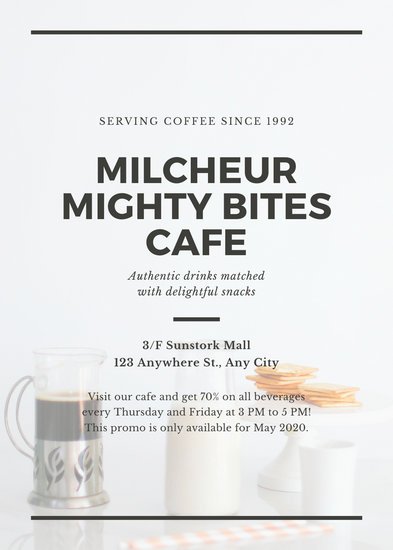 SERVING COFFEE SINCE 1992
MILCHEUR
MIGHTY BITES
CAFE
Authentic drinks matched
with delightful snacks
3/F Sunstork Mall
123 Anywhere St., Any City
Visit our cafe and get 70% on all beverages
every Thursday and Friday at 3 PM to 5 PM!
This promo is only available for May 2020.